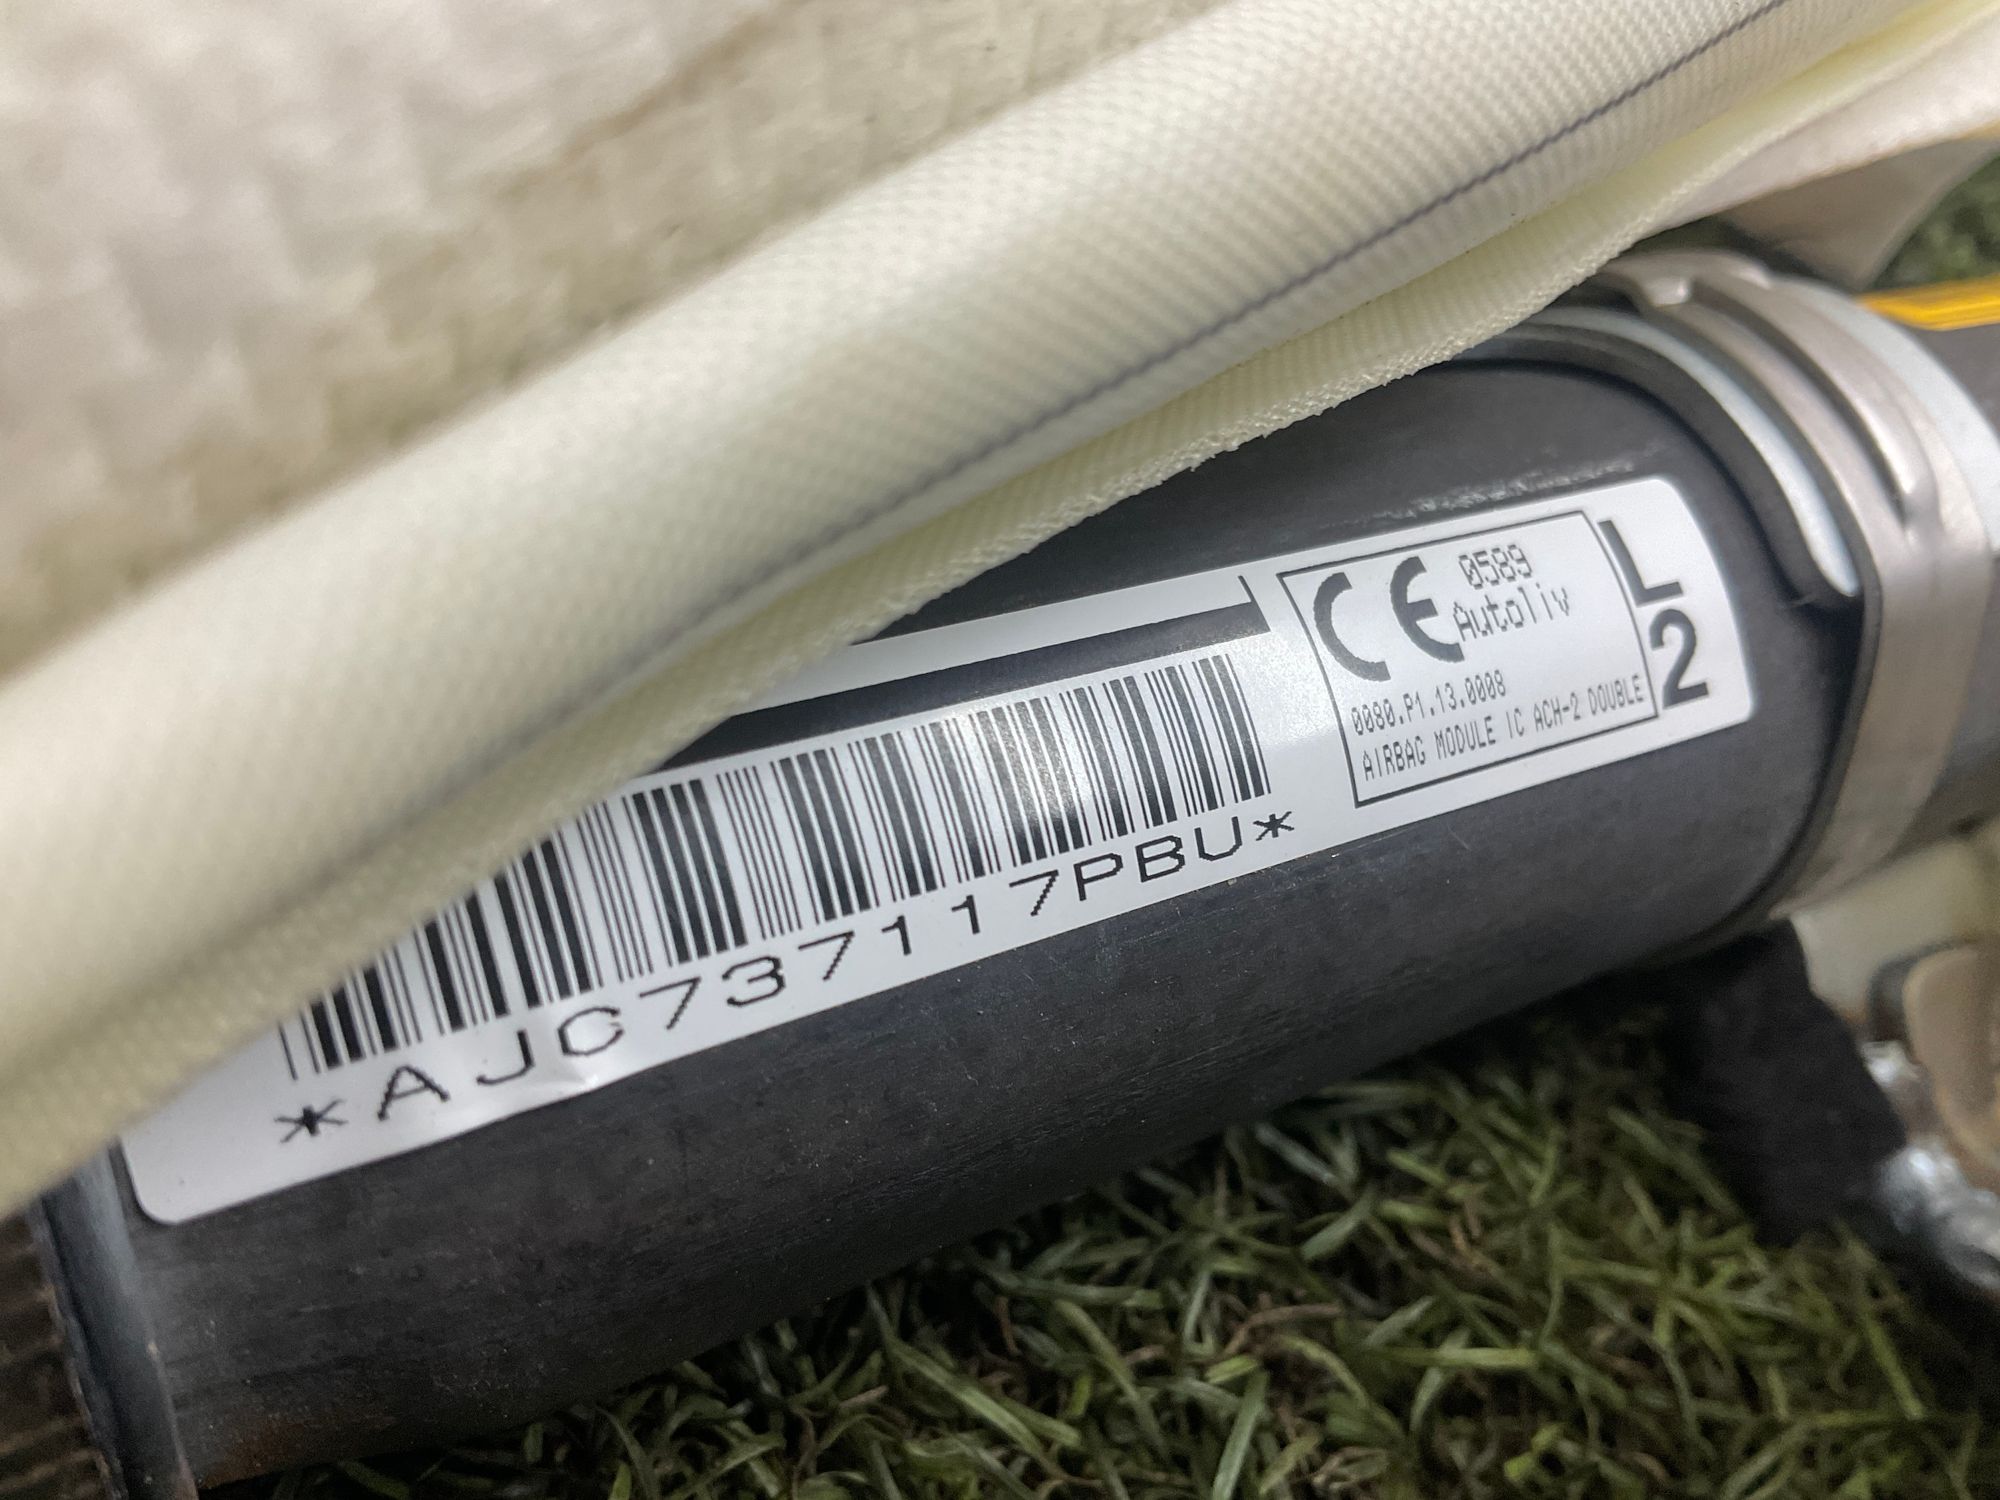 CE 0589
Autoliv
0080.P1.13.0008
AIRBAG MODULE IC ACH-2 DOUBLE
L
2
*AJC737117PBU*